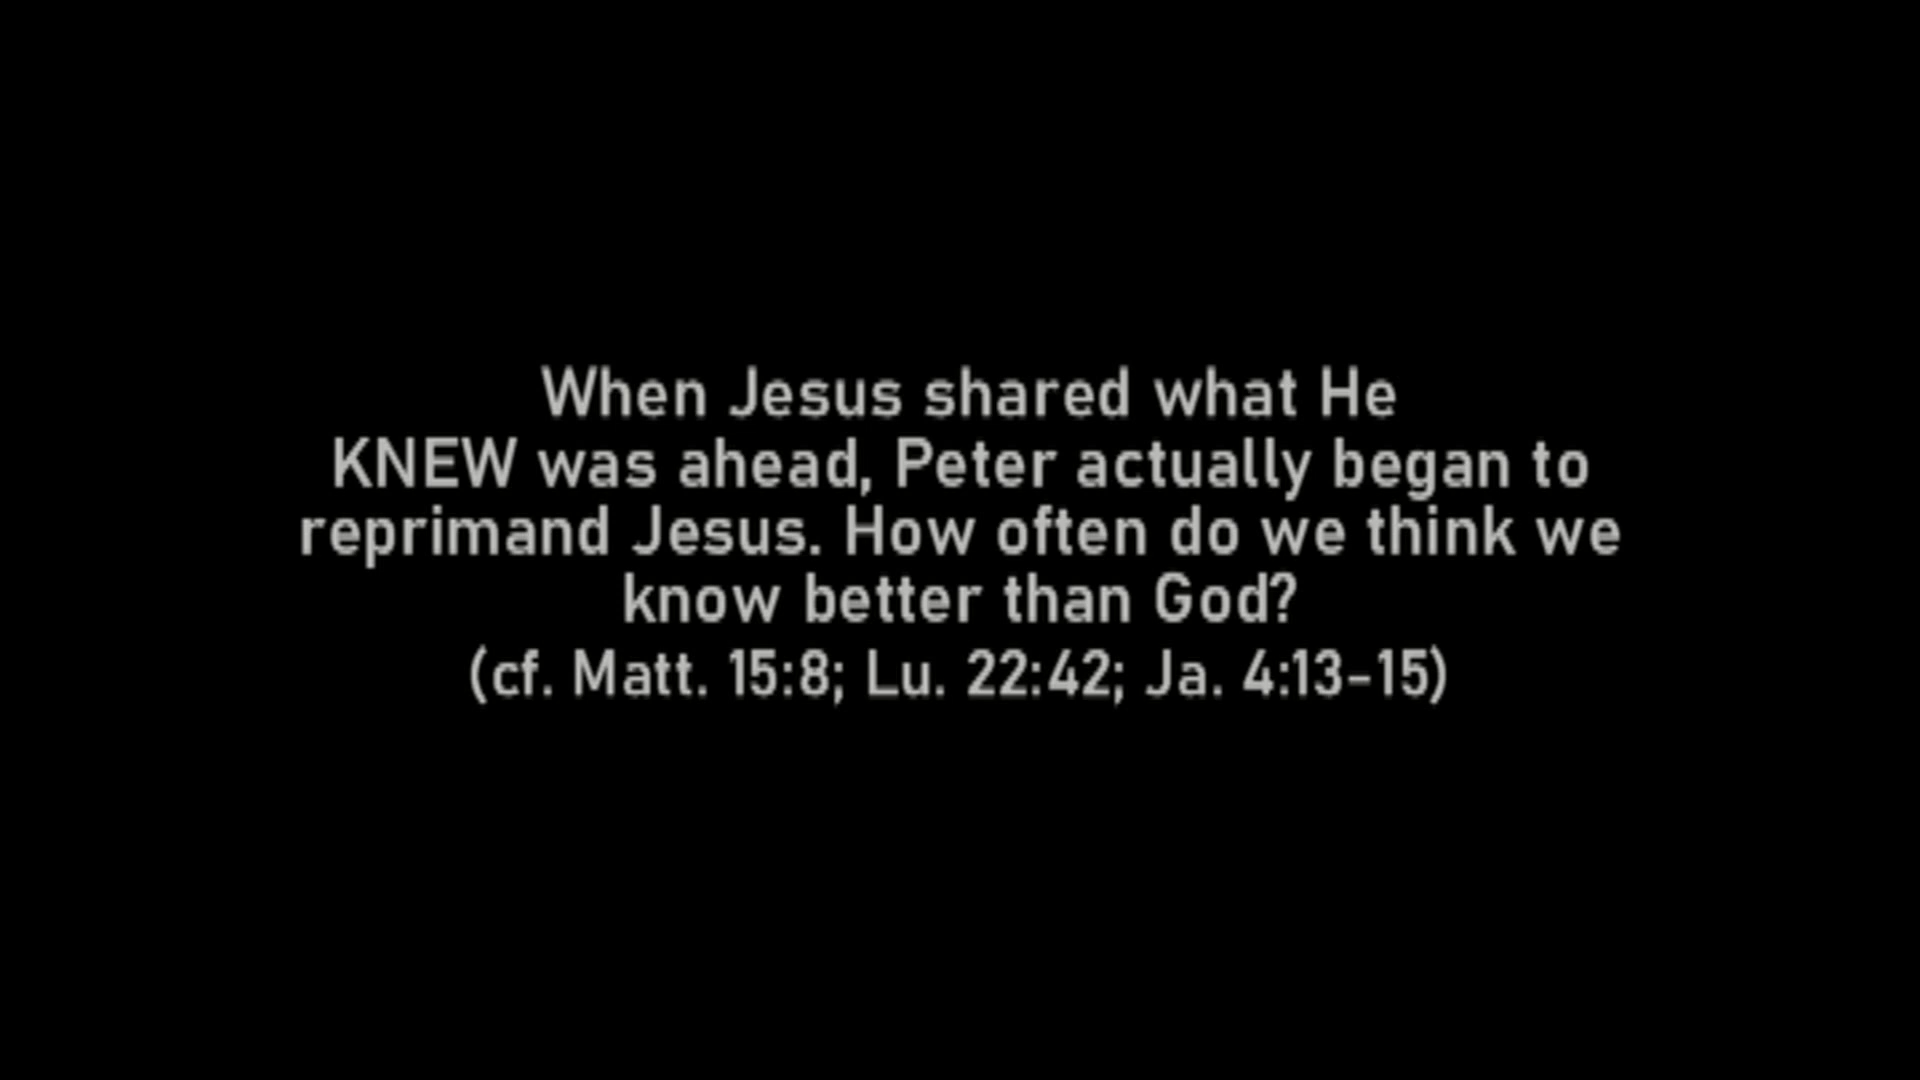 When Jesus shared what He
KNEW was ahead, Peter actually began to
reprimand Jesus. How often do we think we
know better than God?
(cf. Matt. 15:8; Lu. 22:42; Ja. 4:13-15)